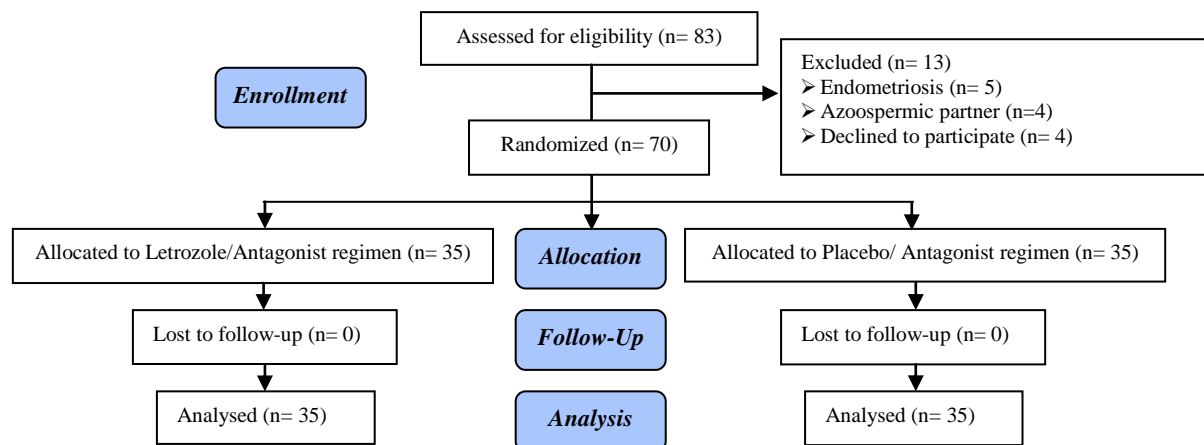 Assessed for eligibility (n= 83)
Excluded (n= 13)
➢ Endometriosis (n= 5)
➢ Azoospermic partner (n=4)
➢ Declined to participate (n= 4)
Enrollment
Randomized (n= 70)
Allocated to Letrozole/Antagonist regimen (n= 35)
Allocation
Allocated to Placebo/ Antagonist regimen (n= 35)
Lost to follow-up (n= 0)
Follow-Up
Lost to follow-up (n= 0)
Analysed (n= 35)
Analysis
Analysed (n= 35)